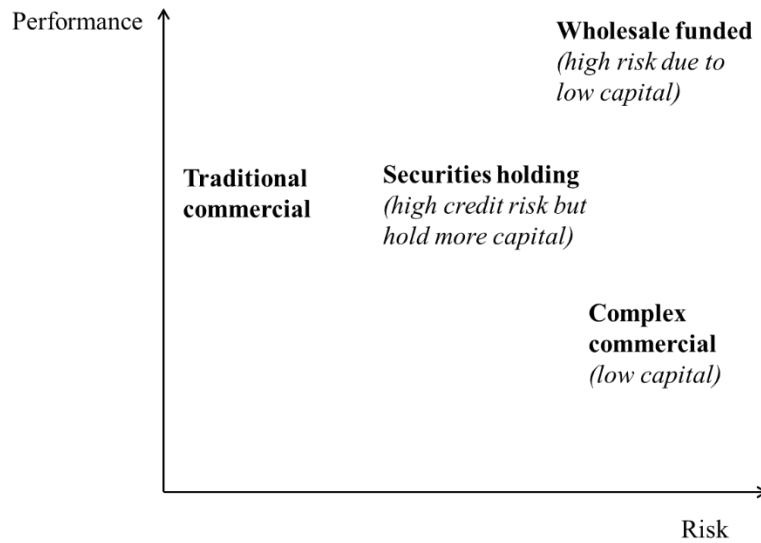 Performance
Wholesale funded
(high risk due to
low capital)
Traditional
commercial
Securities holding
(high credit risk but
hold more capital)
Complex
commercial
(low capital)
Risk